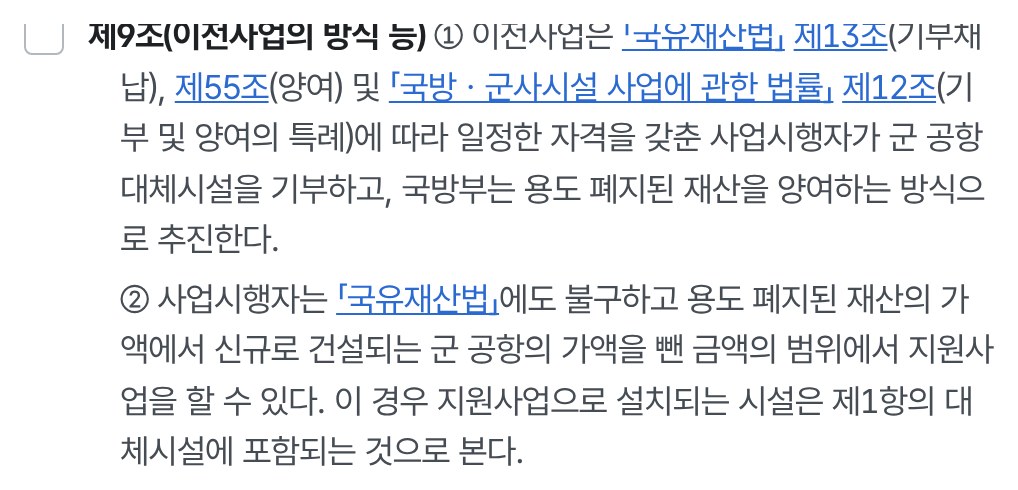 제9조(이전사업의 방식 등) ① 이전사업은 「국유재산법」 제13조(기부채
납), 제55조(양여) 및 「국방ㆍ군사시설 사업에 관한 법률」 제12조(기
부 및 양여의 특례)에 따라 일정한 자격을 갖춘 사업시행자가 군 공항
대체시설을 기부하고, 국방부는 용도 폐지된 재산을 양여하는 방식으
로 추진한다.
② 사업시행자는 「국유재산법」에도 불구하고 용도 폐지된 재산의 가
액에서 신규로 건설되는 군 공항의 가액을 뺀 금액의 범위에서 지원사
업을 할 수 있다. 이 경우 지원사업으로 설치되는 시설은 제1항의 대
체시설에 포함되는 것으로 본다.